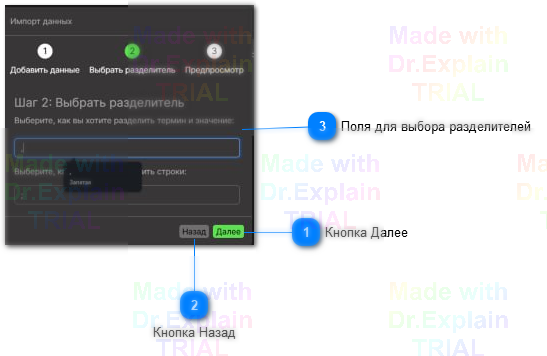 Импорт данных
1 2 3
Добавить данные Выбрать разделитель Предпросмотр
Шаг 2: Выбрать разделитель
Выберите, как вы хотите разделить термин и значение:
3 Поля для выбора разделителей
,
,
Запятая
Выберите, ить строки:
Назад Далее
1 Кнопка Далее
2
Кнопка Назад
Made with
Dr.Explain
TRIAL
Made with
Dr.Explain
TRIAL
Made with
Dr.Explain
TRIAL
Made with
Dr.Explain
TRIAL
Made with
Dr.Explain
TRIAL
Made with
Dr.Explain
TRIAL
Made with
Dr.Explain
TRIAL